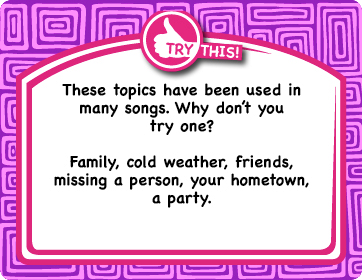 TRY THIS!
These topics have been used in
many songs. Why don't you
try one?
Family, cold weather, friends,
missing a person, your hometown,
a party.